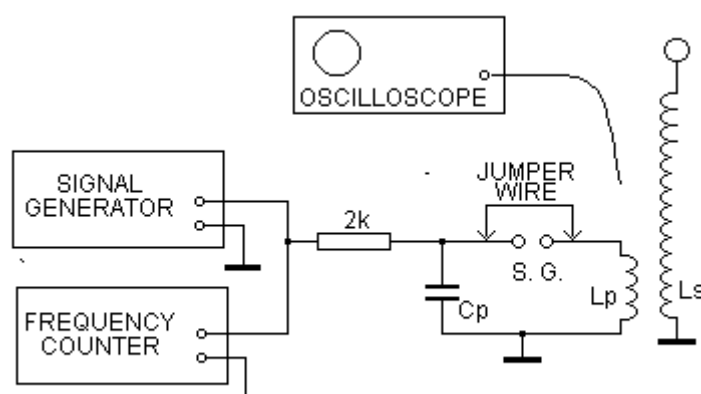 OSCILLOSCOPE
SIGNAL
GENERATOR
JUMPER
WIRE
2k
S. G.
Cp
Lp
Ls
FREQUENCY
COUNTER